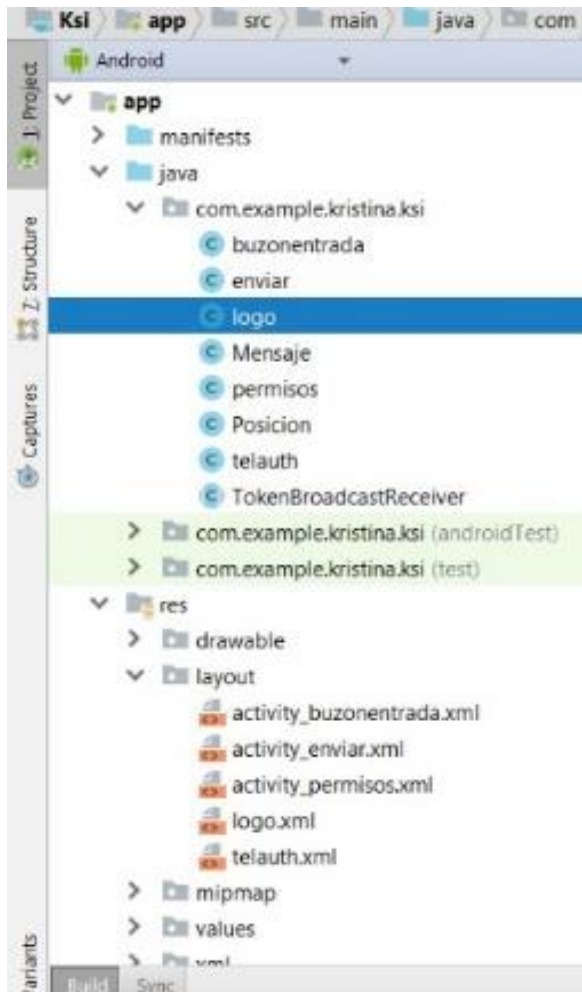 Ksi app src main java com
Android
1: Project
app
manifests
java
com.example.kristina.ksi
buzonentrada
enviar
logo
Mensaje
permisos
Posicion
telauth
TokenBroadcastReceiver
com.example.kristina.ksi (androidTest)
com.example.kristina.ksi (test)
res
drawable
layout
activity_buzonentrada.xml
activity_enviar.xml
activity_permisos.xml
logo.xml
telauth.xml
mipmap
values
xml
Z: Structure
Captures
Build Sync